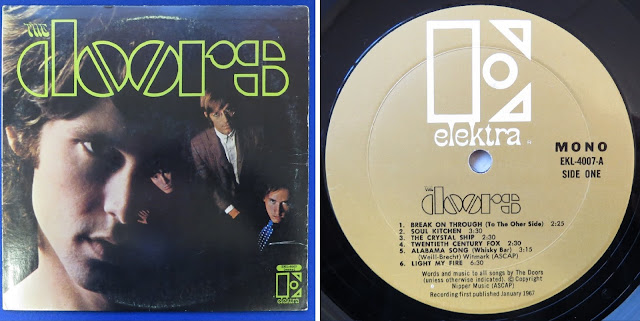 THE
doors
elektra
elektra
MONO
EKL-4007-A
SIDE ONE
THE
doors
1. BREAK ON THROUGH (To The Oher Side) 2:25
2. SOUL KITCHEN 3:30
3. THE CRYSTAL SHIP 2:30
4. TWENTIETH CENTURY FOX 2:30
5. ALABAMA SONG (Whisky Bar) 3:15
(Weill-Brecht) Witmark (ASCAP)
6. LIGHT MY FIRE 6:30
Words and music to all songs by The Doors
(unless otherwise indicated). © Copyright
Nipper Music (ASCAP)
Recording first published January 1967